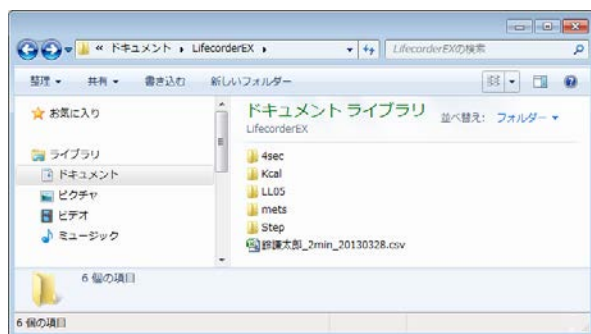 « ドキュメント ▸ LifecorderEX ▸
LifecorderEXの検索
整理 ▼ 共有 ▼ 書き込む 新しいフォルダー
お気に入り
ライブラリ
ドキュメント
ピクチャ
ビデオ
ミュージック
ドキュメント ライブラリ
LifecorderEX
並べ替え: フォルダー ▼
4sec
Kcal
LL05
mets
Step
鈴謙太郎_2min_20130328.csv
6 個の項目
6 個の項目